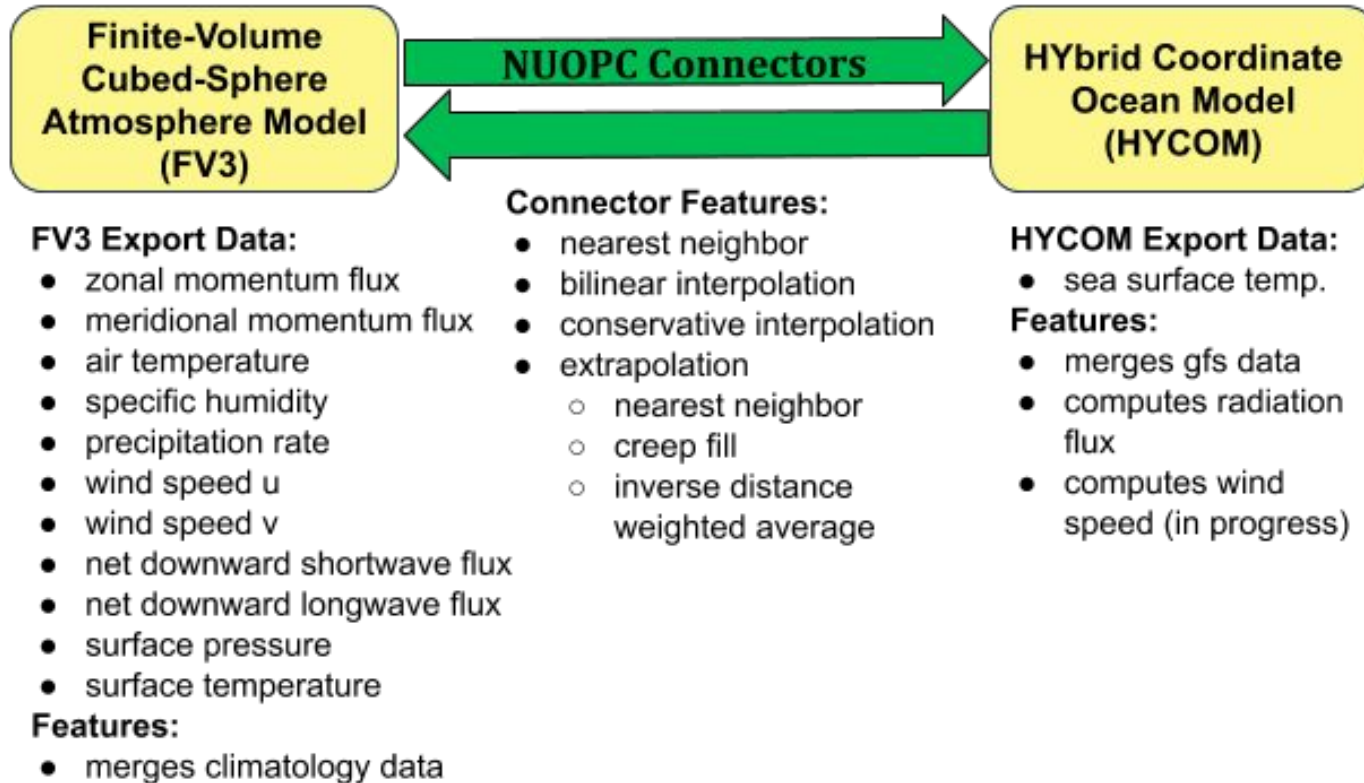 Finite-Volume
Cubed-Sphere
Atmosphere Model
(FV3)
NUOPC Connectors
HYbrid Coordinate
Ocean Model
(HYCOM)
FV3 Export Data:
● zonal momentum flux
● meridional momentum flux
● air temperature
● specific humidity
● precipitation rate
● wind speed u
● wind speed v
● net downward shortwave flux
● net downward longwave flux
● surface pressure
● surface temperature
Features:
● merges climatology data
Connector Features:
● nearest neighbor
● bilinear interpolation
● conservative interpolation
● extrapolation
○ nearest neighbor
○ creep fill
○ inverse distance
weighted average
HYCOM Export Data:
● sea surface temp.
Features:
● merges gfs data
● computes radiation
flux
● computes wind
speed (in progress)